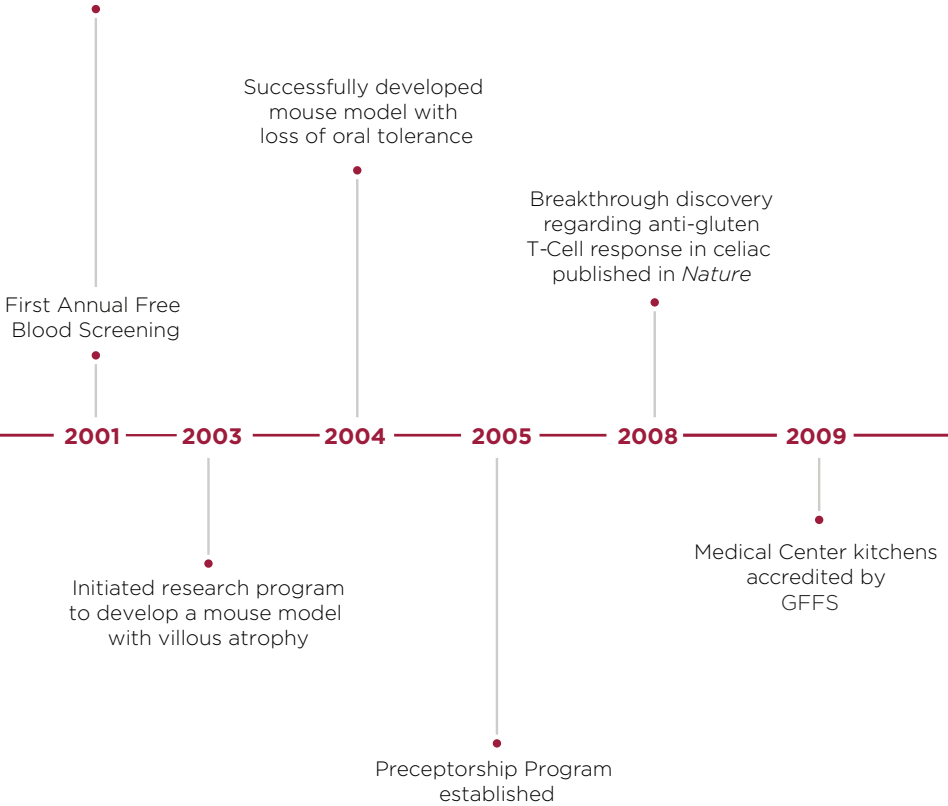 Successfully developed
mouse model with
loss of oral tolerance
Breakthrough discovery
regarding anti-gluten
T-Cell response in celiac
published in Nature
First Annual Free
Blood Screening
2001 2003 2004 2005 2008 2009
Medical Center kitchens
accredited by
GFFS
Initiated research program
to develop a mouse model
with villous atrophy
Preceptorship Program
established